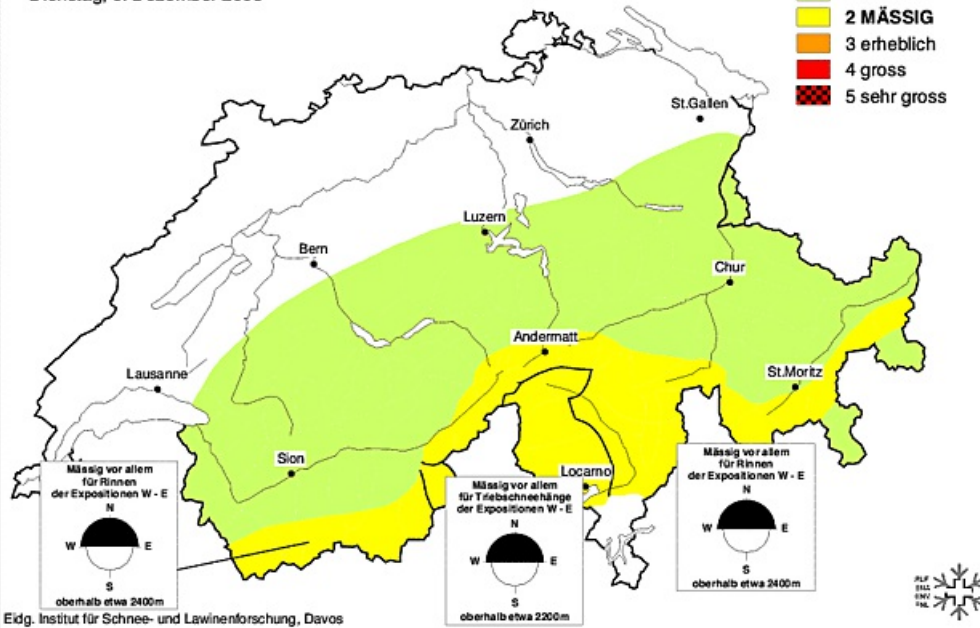 2 MÄSSIG
3 erheblich
4 gross
5 sehr gross
St.Gallen
Zürich
Luzern
Bern
Chur
Andermatt
Lausanne
St.Moritz
Sion
Locarno
Mässig vor allem
für Rinnen
der Expositionen W - E
N
W E
S
oberhalb etwa 2400m
Mässig vor allem
für Triebschneehänge
der Expositionen W - E
N
W E
S
oberhalb etwa 2200m
Mässig vor allem
für Rinnen
der Expositionen W - E
N
W E
S
oberhalb etwa 2400m
Eidg. Institut für Schnee- und Lawinenforschung, Davos